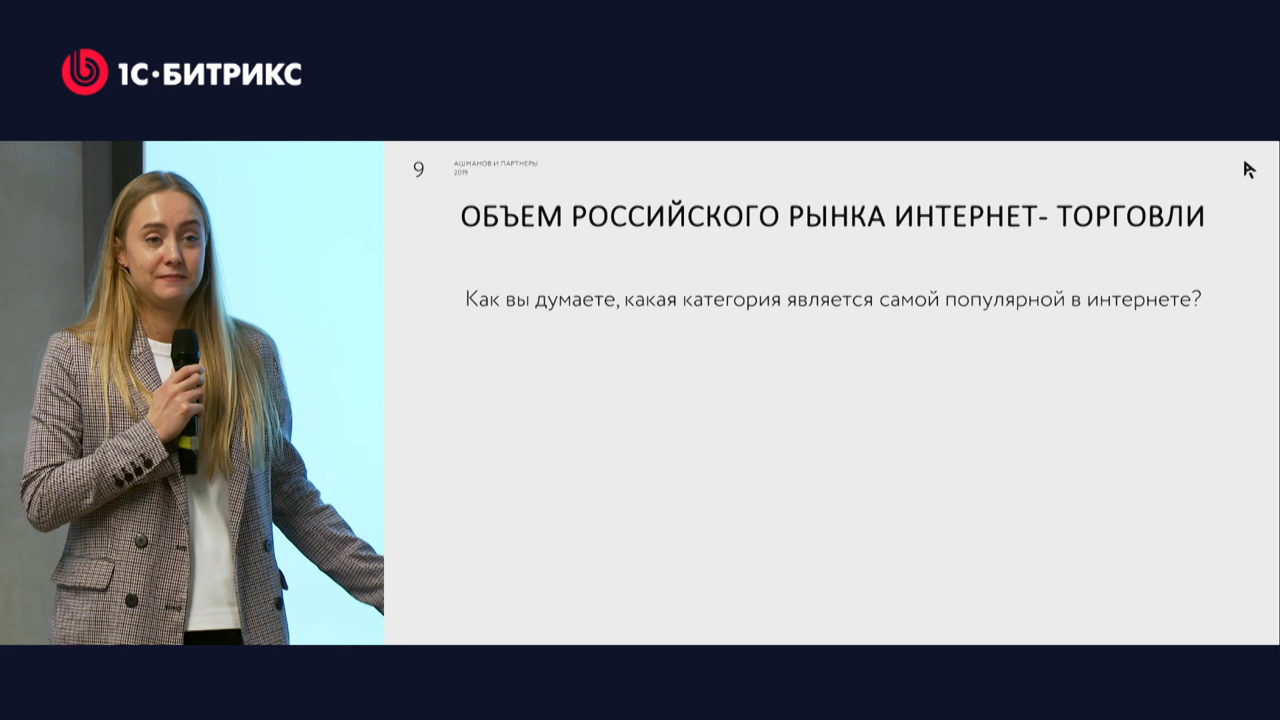 1С·БИТРИКС
9
АШМАНОВ И ПАРТНЕРЫ
2019
ОБЪЕМ РОССИЙСКОГО РЫНКА ИНТЕРНЕТ- ТОРГОВЛИ
Как вы думаете, какая категория является самой популярной в интернете?